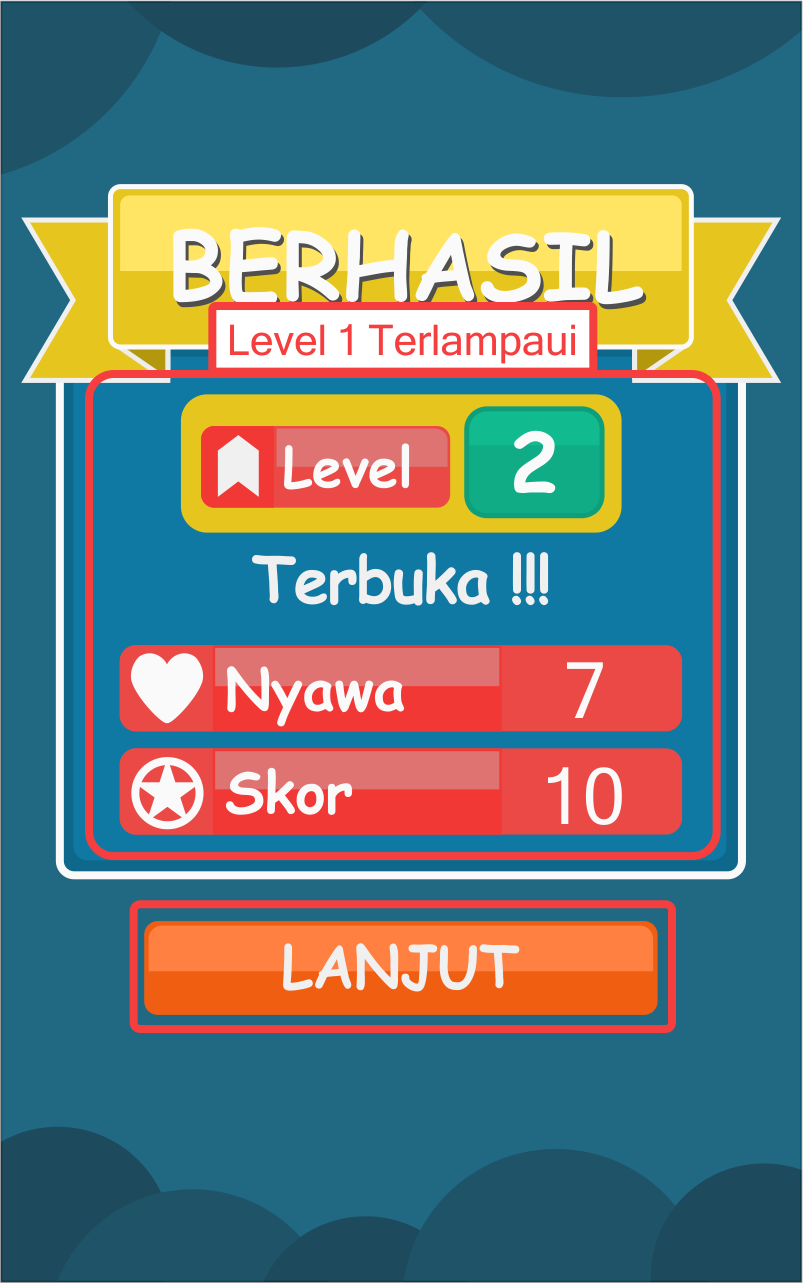 BERHASIL
Level 1 Terlampaui
Level 2
Terbuka !!!
Nyawa 7
Skor 10
LANJUT